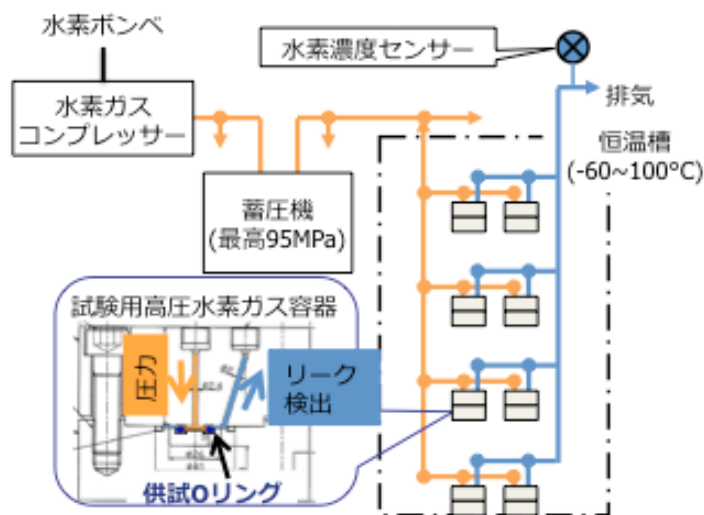 水素ボンベ
水素濃度センサー
水素ガス
コンプレッサー
排気
恒温槽
(-60~100°C)
蓄圧機
(最高95MPa)
試験用高圧水素ガス容器
圧力
リーク
検出
供試Oリング